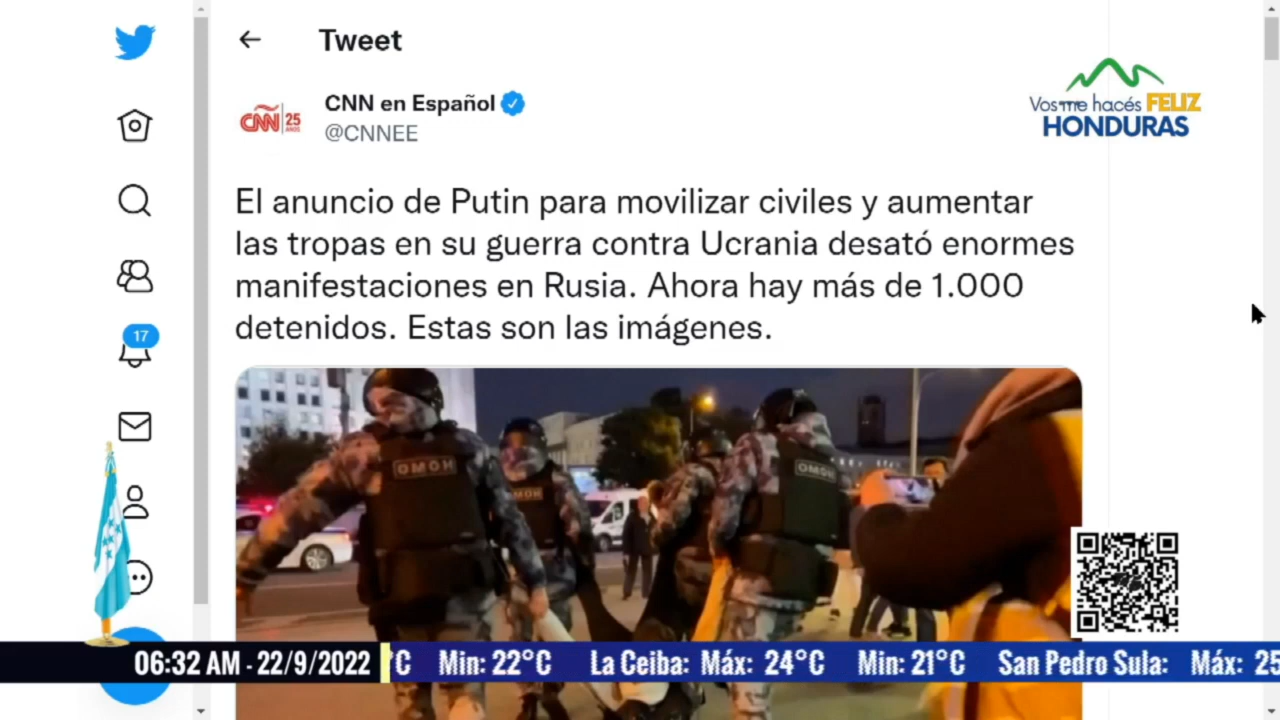 Tweet
CNN en Español
@CNNEE
CNN 25
Vos me hacés FELIZ
HONDURAS
El anuncio de Putin para movilizar civiles y aumentar
las tropas en su guerra contra Ucrania desató enormes
manifestaciones en Rusia. Ahora hay más de 1.000
detenidos. Estas son las imágenes.
17
ОМОН
06:32 AM - 22/9/2022
°C Min: 22°C La Ceiba: Máx: 24°C Min: 21°C San Pedro Sula: Máx: 25